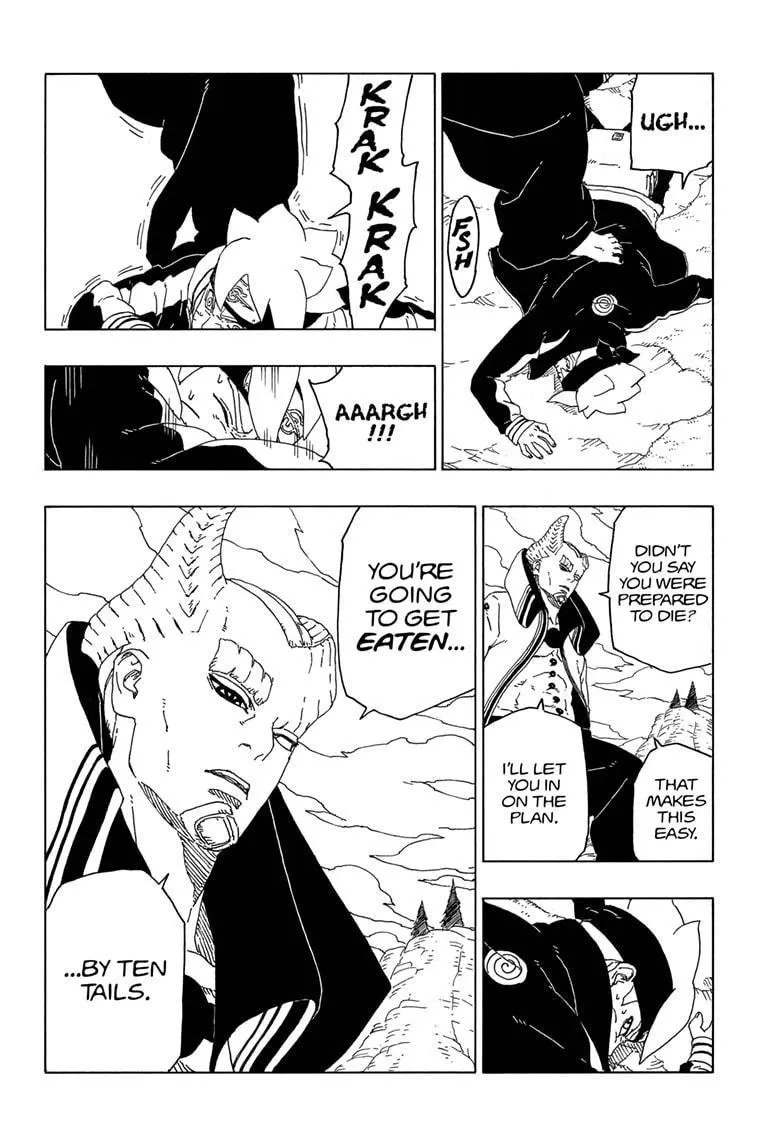 UGH...
FSH
KRAK KRAK
AAARGH
!!!
DIDN'T
YOU SAY
YOU WERE
PREPARED
TO DIE?
THAT
MAKES
THIS
EASY.
I'LL LET
YOU IN
ON THE
PLAN.
YOU'RE
GOING
TO GET
EATEN...
...BY TEN
TAILS.